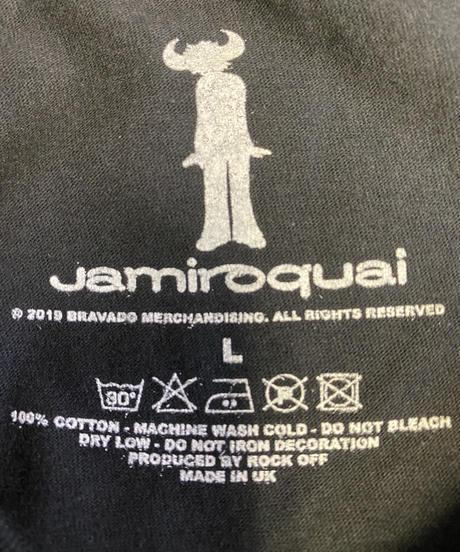 Jamiroquai
© 2019 BRAVADO MERCHANDISING. ALL RIGHTS RESERVED
L
30°
100% COTTON - MACHINE WASH COLD - DO NOT BLEACH
DRY LOW - DO NOT IRON DECORATION
PRODUCED BY ROCK OFF
MADE IN UK